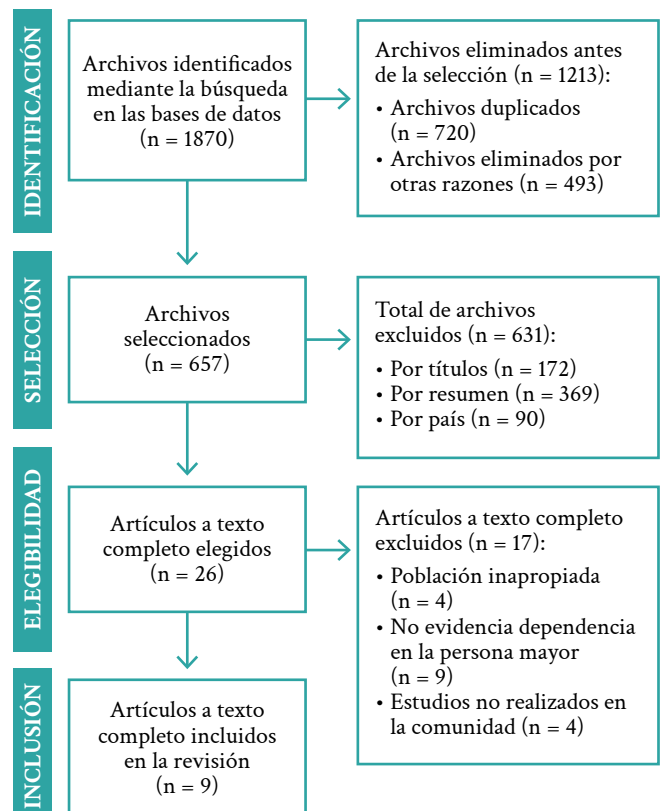 IDENTIFICACIÓN
Archivos identificados
mediante la búsqueda
en las bases de datos
(n = 1870)
Archivos eliminados antes
de la selección (n = 1213):
• Archivos duplicados
(n = 720)
• Archivos eliminados por
otras razones (n = 493)
SELECCIÓN
Archivos
seleccionados
(n = 657)
Total de archivos
excluidos (n = 631):
• Por títulos (n = 172)
• Por resumen (n = 369)
• Por país (n = 90)
ELEGIBILIDAD
Artículos a texto
completo elegidos
(n = 26)
Artículos a texto completo
excluidos (n = 17):
• Población inapropiada
(n = 4)
• No evidencia dependencia
en la persona mayor
(n = 9)
• Estudios no realizados en
la comunidad (n = 4)
INCLUSIÓN
Artículos a texto
completo incluidos
en la revisión
(n = 9)